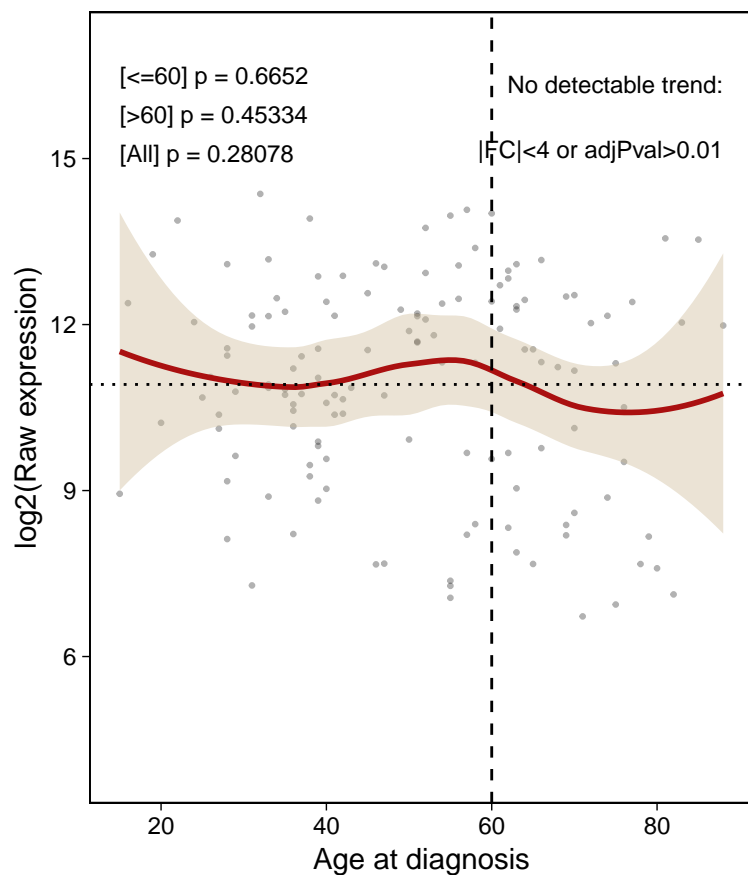 [<=60] p = 0.6652
[>60] p = 0.45334
[All] p = 0.28078
No detectable trend:
|FC|<4 or adjPval>0.01
log2(Raw expression)
15
12
9
6
20
40
60
80
Age at diagnosis